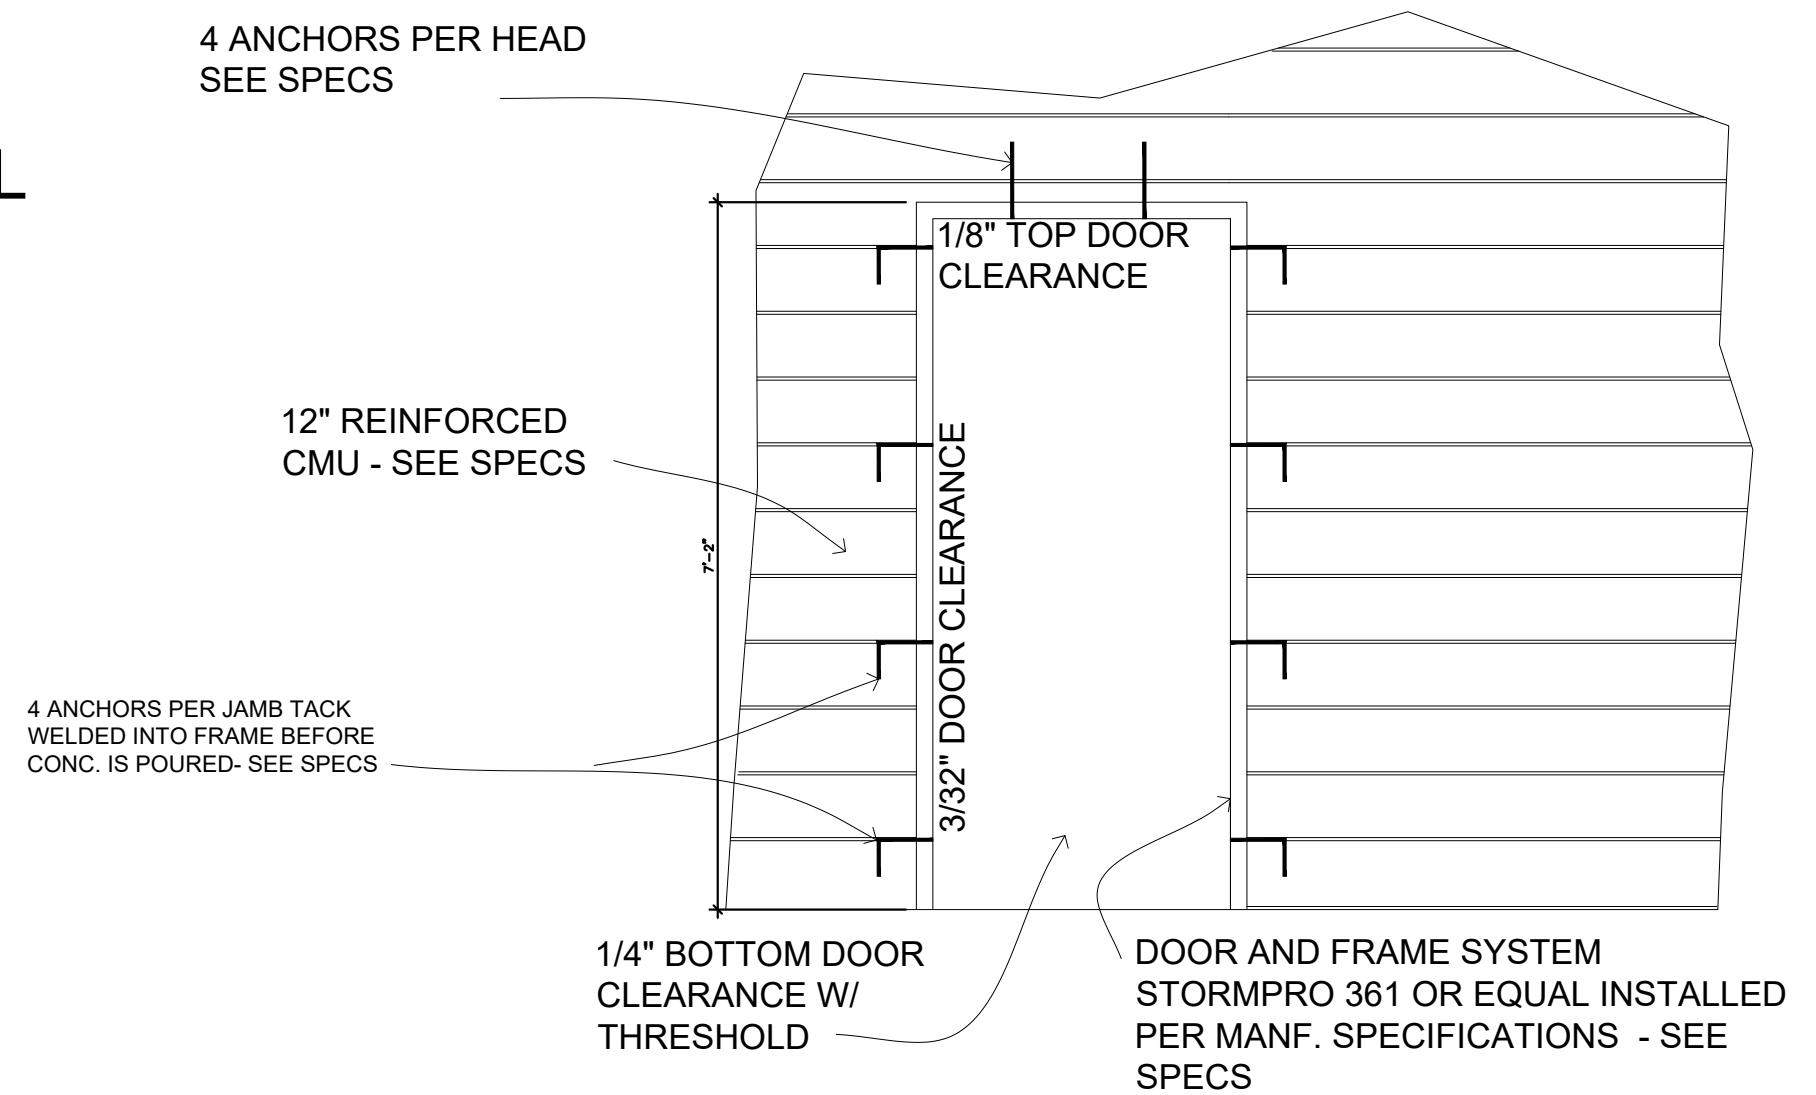 4 ANCHORS PER HEAD
SEE SPECS
L
1/8" TOP DOOR
CLEARANCE
12" REINFORCED
CMU - SEE SPECS
3/32" DOOR CLEARANCE
7'-2"
4 ANCHORS PER JAMB TACK
WELDED INTO FRAME BEFORE
CONC. IS POURED- SEE SPECS
1/4" BOTTOM DOOR
CLEARANCE W/
THRESHOLD
DOOR AND FRAME SYSTEM
STORMPRO 361 OR EQUAL INSTALLED
PER MANF. SPECIFICATIONS  - SEE
SPECS